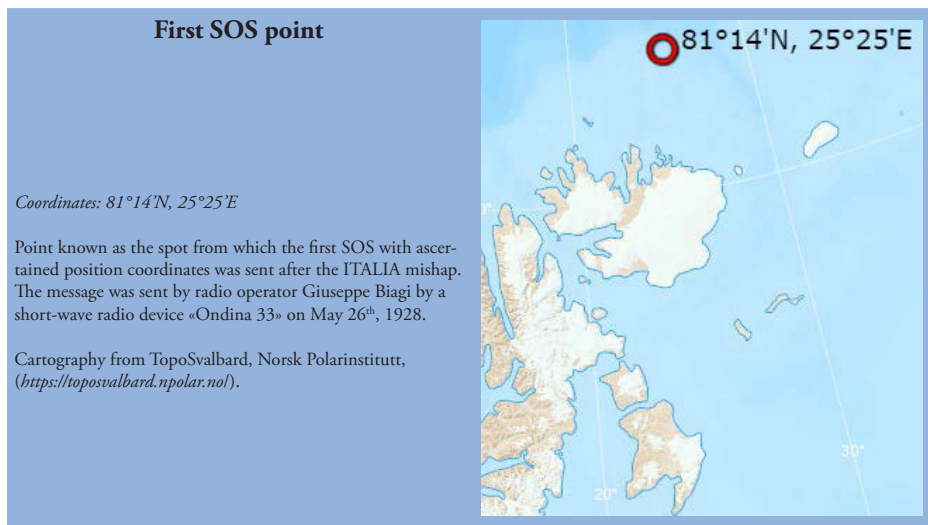 First SOS point
Coordinates: 81°14’N, 25°25’E
Point known as the spot from which the first SOS with ascer-
tained position coordinates was sent after the ITALIA mishap.
The message was sent by radio operator Giuseppe Biagi by a
short-wave radio device «Ondina 33» on May 26th, 1928.
Cartography from TopoSvalbard, Norsk Polarinstitutt,
(https://toposvalbard.npolar.no/).
81°14'N, 25°25'E
30°
20°